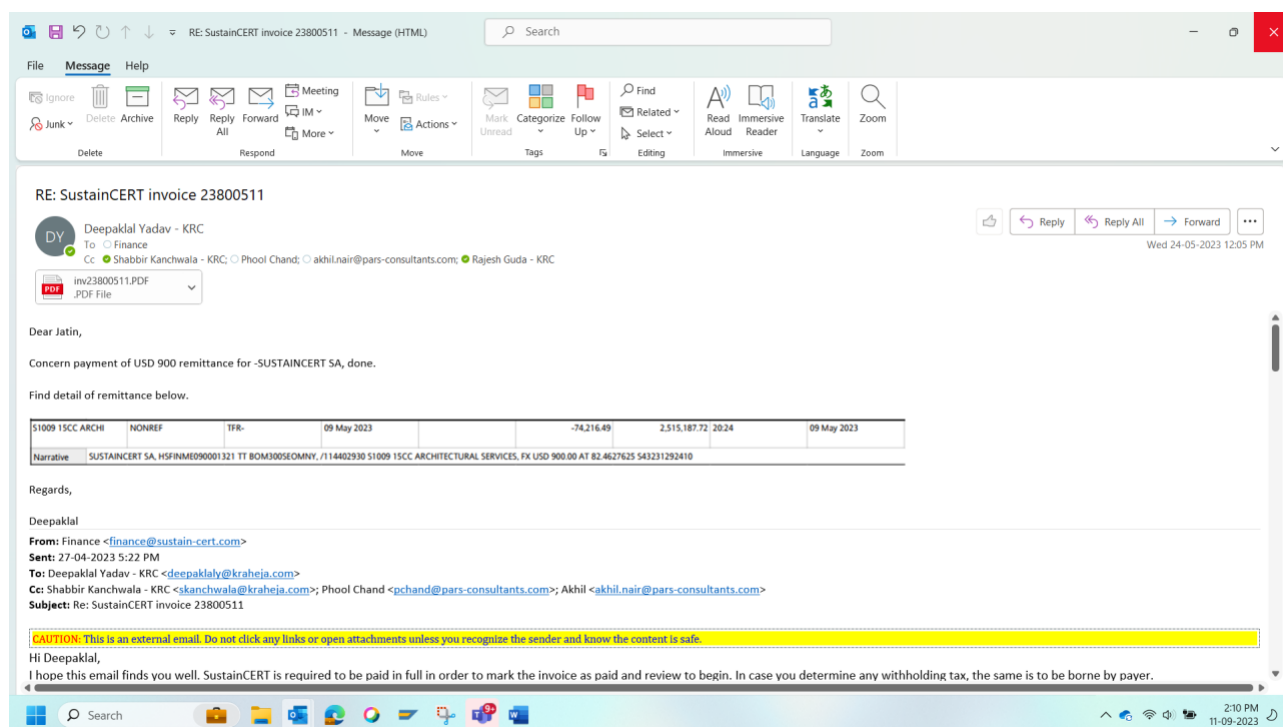 RE: SustainCERT invoice 23800511 - Message (HTML)
Search
File Message Help
Ignore
Junk
Delete
Archive
Reply
Reply All
Forward
Meeting
IM
More
Move
Rules
Actions
Mark Unread
Categorize
Follow Up
Find
Related
Select
Read Aloud
Immersive Reader
Translate
Zoom
Delete Respond Move Tags Editing Immersive Language Zoom
RE: SustainCERT invoice 23800511
DY
Deepaklal Yadav - KRC
To Finance
Cc Shabbir Kanchwala - KRC; Phool Chand; akhil.nair@pars-consultants.com; Rajesh Guda - KRC
Reply Reply All Forward ...
Wed 24-05-2023 12:05 PM
PDF
inv23800511.PDF
.PDF File
Dear Jatin,
Concern payment of USD 900 remittance for -SUSTAINCERT SA, done.
Find detail of remittance below.
S1009 15CC ARCHI NONREF TFR- 09 May 2023 -74,216.49 2,515,187.72 20:24 09 May 2023
Narrative SUSTAINCERT SA, HSFINME090001321 TT BOM300SEOMNY, /114402930 S1009 15CC ARCHITECTURAL SERVICES, FX USD 900.00 AT 82.4627625 S43231292410
Regards,
Deepaklal
From: Finance <finance@sustain-cert.com>
Sent: 27-04-2023 5:22 PM
To: Deepaklal Yadav - KRC <deepaklaly@kraheja.com>
Cc: Shabbir Kanchwala - KRC <skanchwala@kraheja.com>; Phool Chand <pchand@pars-consultants.com>; Akhil <akhil.nair@pars-consultants.com>
Subject: Re: SustainCERT invoice 23800511
CAUTION: This is an external email. Do not click any links or open attachments unless you recognize the sender and know the content is safe.
Hi Deepaklal,
I hope this email finds you well. SustainCERT is required to be paid in full in order to mark the invoice as paid and review to begin. In case you determine any withholding tax, the same is to be borne by payer.
Search
9+
2:10 PM
11-09-2023